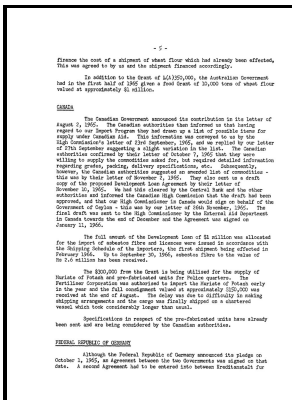 - 5 -
finance the cost of a shipment of wheat flour which had already been effected,
This was agreed to by us and the shipment financed accordingly.
In addition to the Grant of £(A)350,000, the Australian Government
had in the first half of 1965 given a food Grant of 10,000 tons of wheat flour
valued at approximately $1 million.
CANADA
The Canadian Government announced its contribution in the letter of
August 2, 1965. The Canadian authorities then informed us that having
regard to our Import Program they had drawn up a list of possible items for
supply under Canadian Aid. This information was conveyed to us by the
High Commissioner's letter of 23rd September, 1965, and we replied by our letter
of 27th September suggesting a slight variation in the list. The Canadian
authorities confirmed by their letter of October 7, 1965 that they were
willing to supply the commodities asked for, but required detailed information
regarding grades, packing, delivery specifications, etc. Subsequently,
however, the Canadian authorities suggested an amended list of commodities -
this was by their letter of November 2, 1965. They also sent us a draft
copy of the proposed Development Loan Agreement by their letter of
November 10, 1965. We had this cleared by the Central Bank and the other
authorities and informed the Canadian High Commission that the draft had been
approved, and that our High Commissioner in Canada would sign on behalf of the
Government of Ceylon - this was by our letter of 26th November, 1965. The
final draft was sent to the High Commissioner by the External Aid Department
in Canada towards the end of December and the Agreement was signed on
January 11, 1966.
The full amount of the Development Loan of $1 million was allocated
for the import of asbestos fibre and licences were issued in accordance with
the Shipping Schedule of the importers, the first shipment being effected in
February 1966. Up to September 30, 1966, asbestos fibre to the value of
Rs 2.6 million has been received.
The $300,000 from the Grant is being utilised for the supply of
Muriate of Potash and pre-fabricated units for Police quarters. The
Fertiliser Corporation was authorised to import the Muriate of Potash early
in the year and the full consignment valued at approximately $150,000 was
received at the end of August. The delay was due to difficulty in making
shipping arrangements and the cargo was finally shipped on a chartered
vessel which took considerably longer than usual.
Specifications in respect of the pre-fabricated units have already
been sent and are being considered by the Canadian authorities.
FEDERAL REPUBLIC OF GERMANY
Although the Federal Republic of Germany announced its pledge on
October 1, 1965, an Agreement between the two Governments was signed on that
date. A second Agreement had to be entered into between Kreditanstalt fur